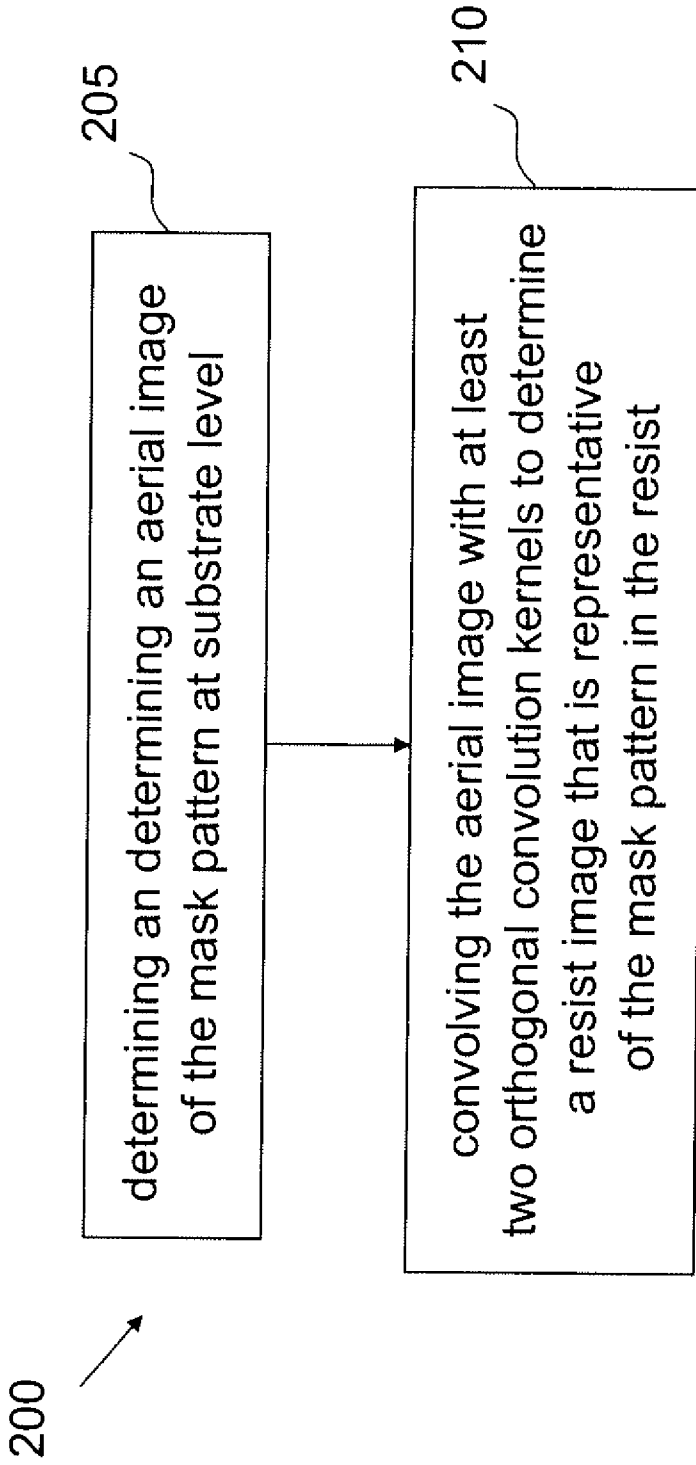 200
205
determining an determining an aerial image
of the mask pattern at substrate level
210
convolving the aerial image with at least
two orthogonal convolution kernels to determine
a resist image that is representative
of the mask pattern in the resist